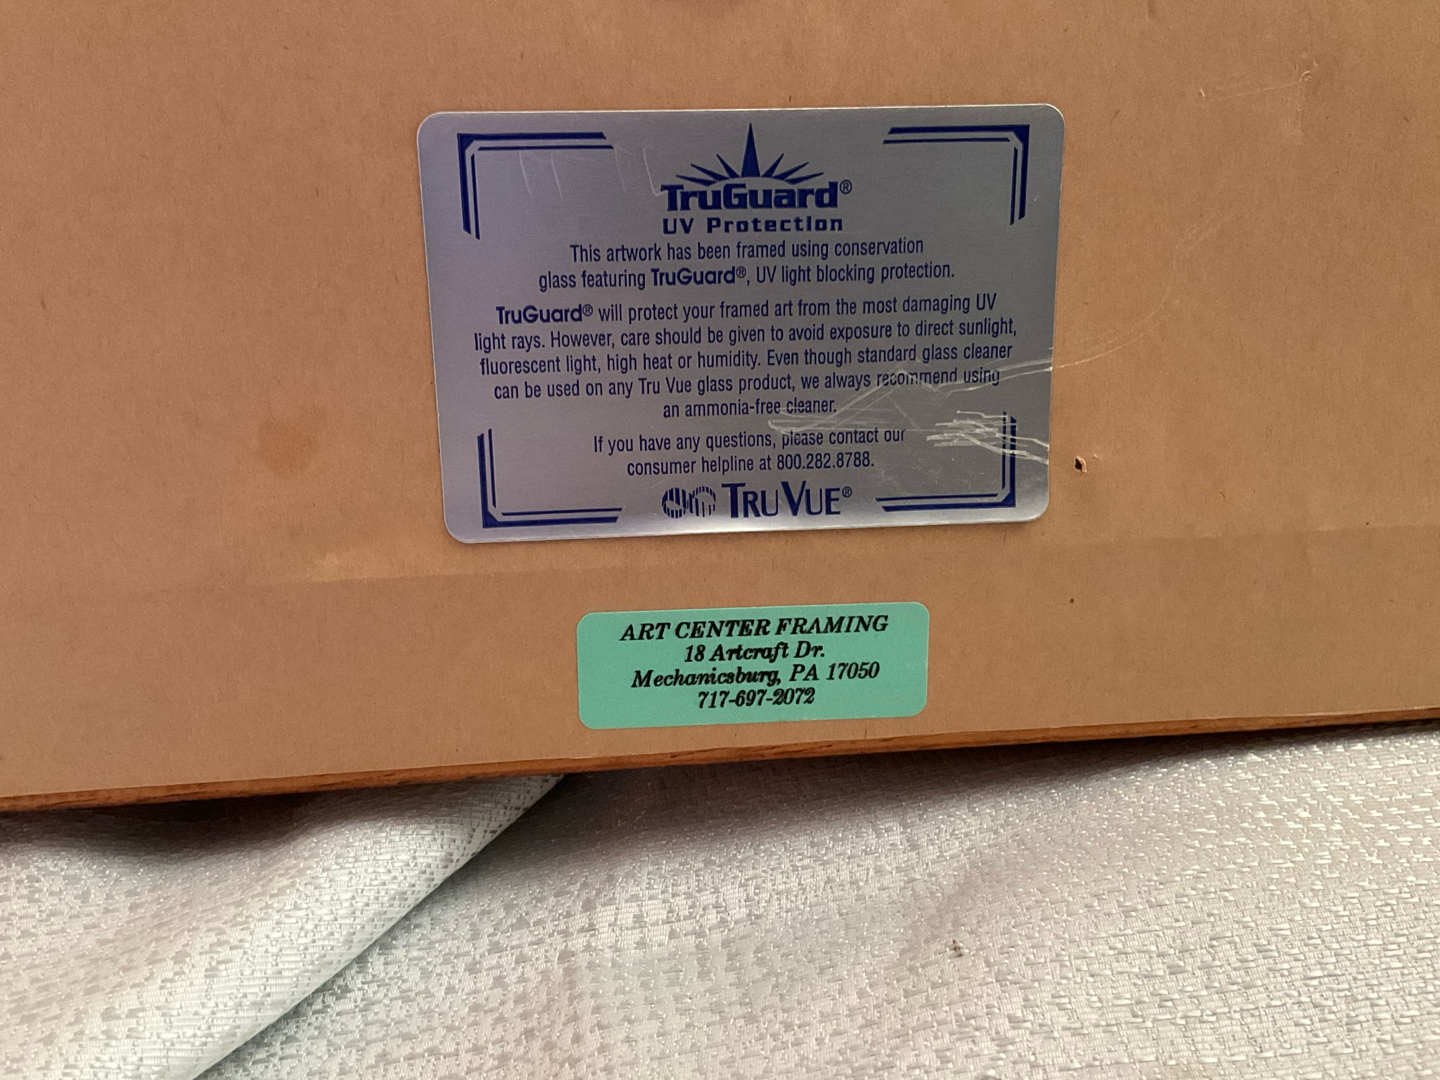 TruGuard®
UV Protection
This artwork has been framed using conservation
glass featuring TruGuard®, UV light blocking protection.
TruGuard® will protect your framed art from the most damaging UV
light rays. However, care should be given to avoid exposure to direct sunlight,
fluorescent light, high heat or humidity. Even though standard glass cleaner
can be used on any Tru Vue glass product, we always recommend using
an ammonia-free cleaner.
If you have any questions, please contact our
consumer helpline at 800.282.8788.
TRU VUE®
ART CENTER FRAMING
18 Artcraft Dr.
Mechanicsburg, PA 17050
717-697-2072